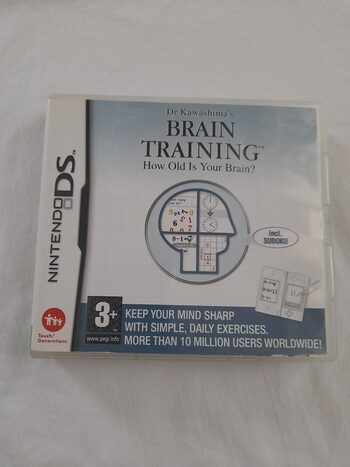 NINTENDO DS™
Dr Kawashima's
BRAIN
TRAINING™
How Old Is Your Brain?
incl.
SUDOKU
Touch!
Generations
3+
www.pegi.info
KEEP YOUR MIND SHARP
WITH SIMPLE, DAILY EXERCISES.
MORE THAN 10 MILLION USERS WORLDWIDE!